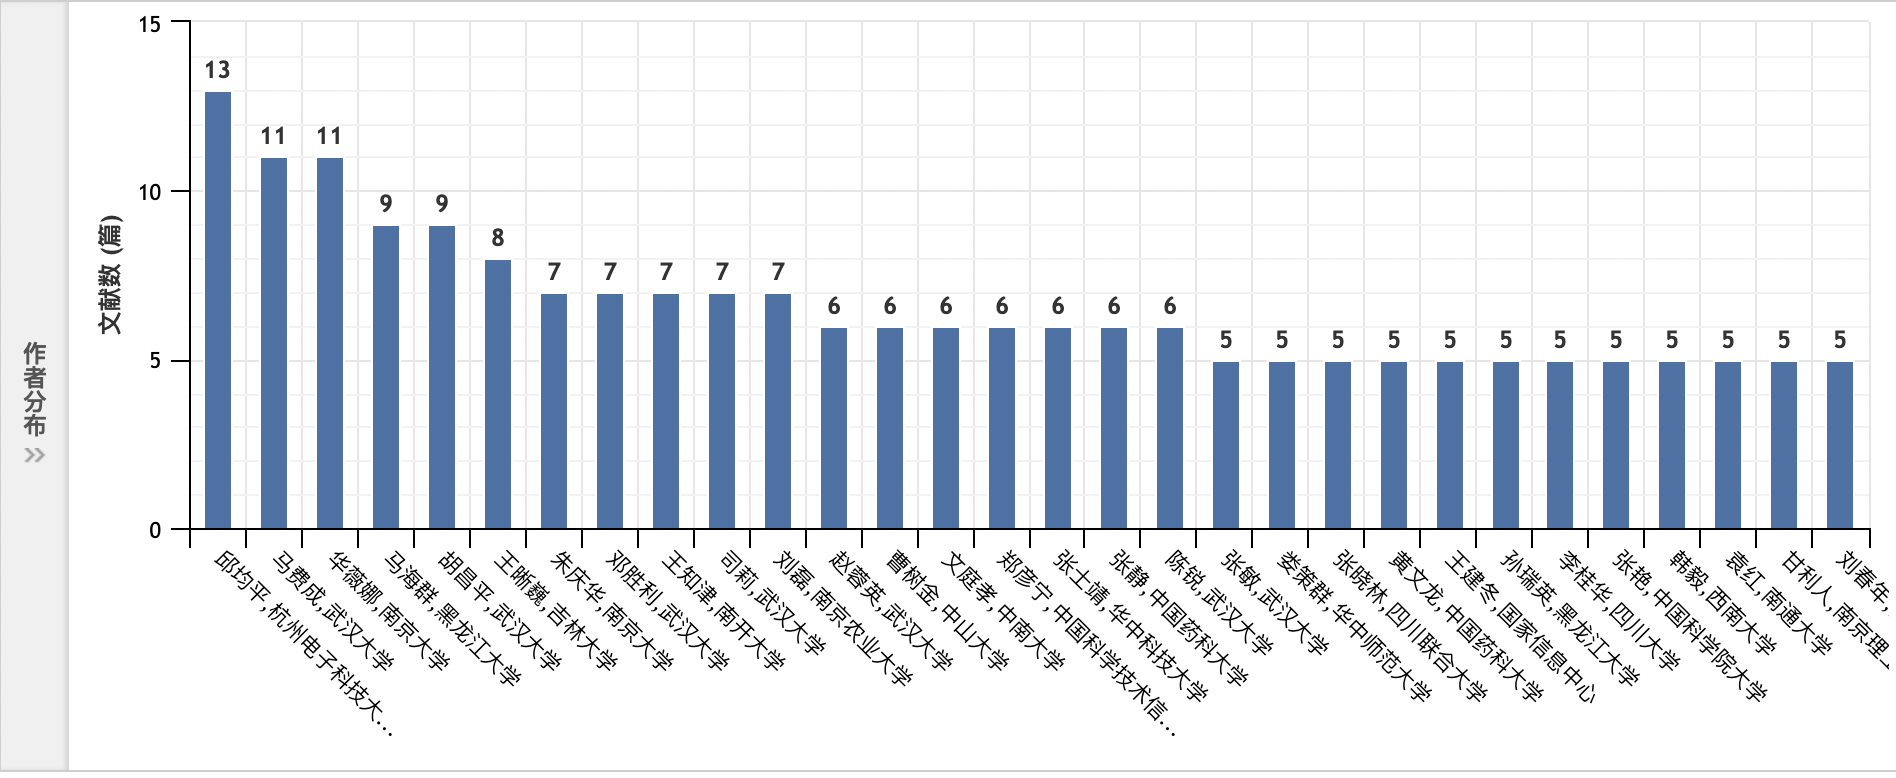 作者分布
文献数 (篇)
15
10
5
0
13
11
11
9
9
8
7
7
7
7
7
6
6
6
6
6
6
6
5
5
5
5
5
5
5
5
5
5
5
5
邱均平,杭州电子科技大...
马费成,武汉大学
华薇娜,南京大学
马海群,黑龙江大学
胡昌平,武汉大学
王晰巍,吉林大学
朱庆华,南京大学
邓胜利,武汉大学
王知津,南开大学
司莉,武汉大学
刘磊,南京农业大学
赵蓉英,武汉大学
曹树金,中山大学
文庭孝,中南大学
郑彦宁,中国科学技术信...
张士靖,华中科技大学
张静,中国药科大学
陈锐,武汉大学
张敏,武汉大学
娄策群,华中师范大学
张晓林,四川联合大学
黄文龙,中国药科大学
王建冬,国家信息中心
孙瑞英,黑龙江大学
李桂华,四川大学
张艳,中国科学院大学
韩毅,西南大学
袁红,南通大学
甘利人,南京理
刘春年,